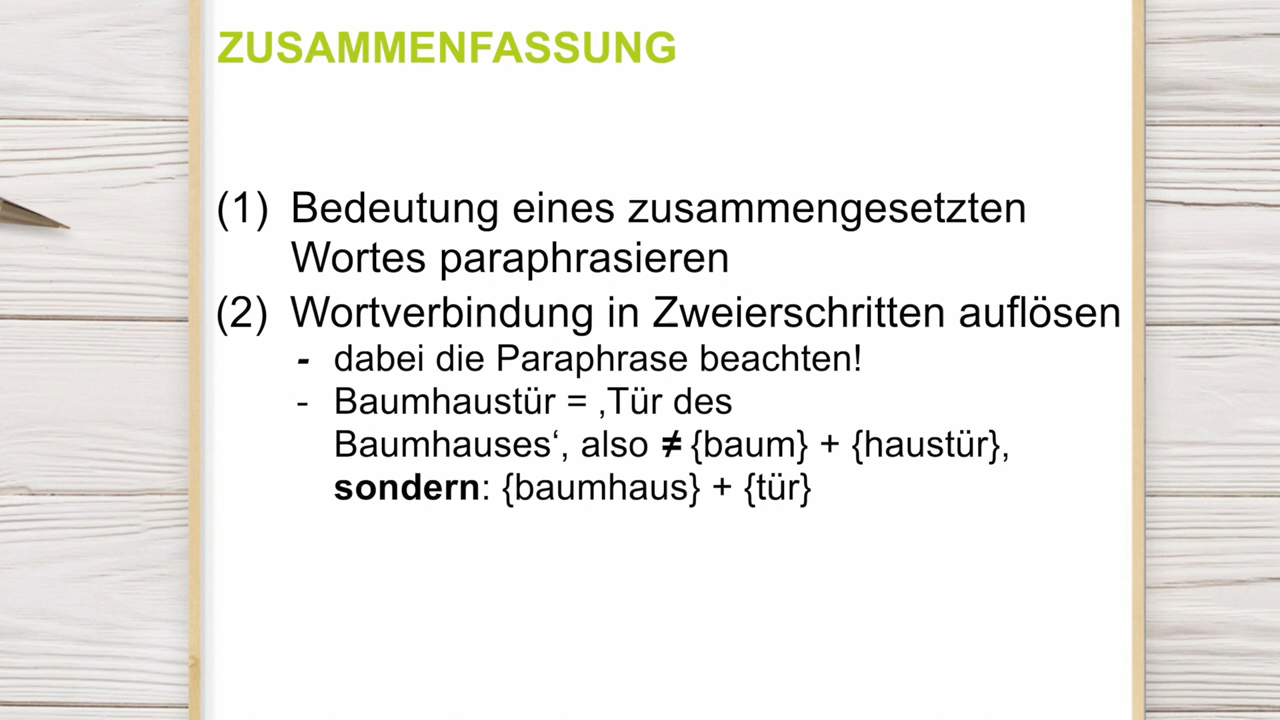 ZUSAMMENFASSUNG
(1) Bedeutung eines zusammengesetzten
Wortes paraphrasieren
(2) Wortverbindung in Zweierschritten auflösen
- dabei die Paraphrase beachten!
- Baumhaustür = ‚Tür des
Baumhauses‘, also ≠ {baum} + {haustür},
sondern: {baumhaus} + {tür}